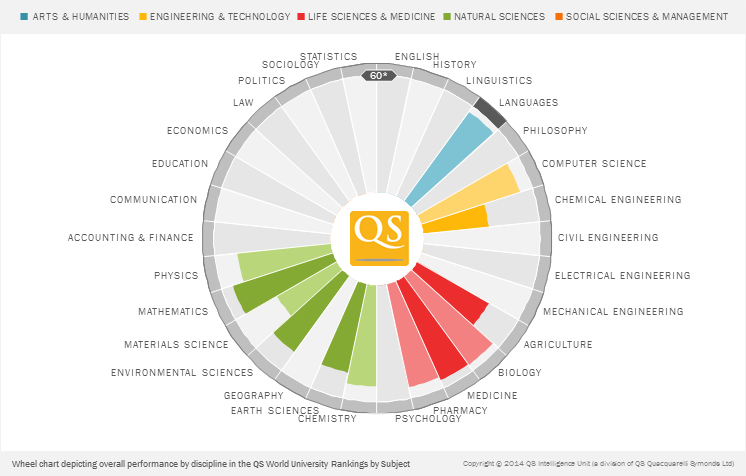 ARTS & HUMANITIES ENGINEERING & TECHNOLOGY LIFE SCIENCES & MEDICINE NATURAL SCIENCES SOCIAL SCIENCES & MANAGEMENT
STATISTICS ENGLISH
SOCIOLOGY HISTORY
POLITICS 60* LINGUISTICS
LAW LANGUAGES
ECONOMICS PHILOSOPHY
EDUCATION COMPUTER SCIENCE
COMMUNICATION CHEMICAL ENGINEERING
ACCOUNTING & FINANCE QS CIVIL ENGINEERING
PHYSICS ELECTRICAL ENGINEERING
MATHEMATICS MECHANICAL ENGINEERING
MATERIALS SCIENCE AGRICULTURE
ENVIRONMENTAL SCIENCES BIOLOGY
GEOGRAPHY MEDICINE
EARTH SCIENCES PHARMACY
CHEMISTRY PSYCHOLOGY
Wheel chart depicting overall performance by discipline in the QS World University Rankings by Subject Copyright © 2014 QS Intelligence Unit (a division of QS Quacquarelli Symonds Ltd)